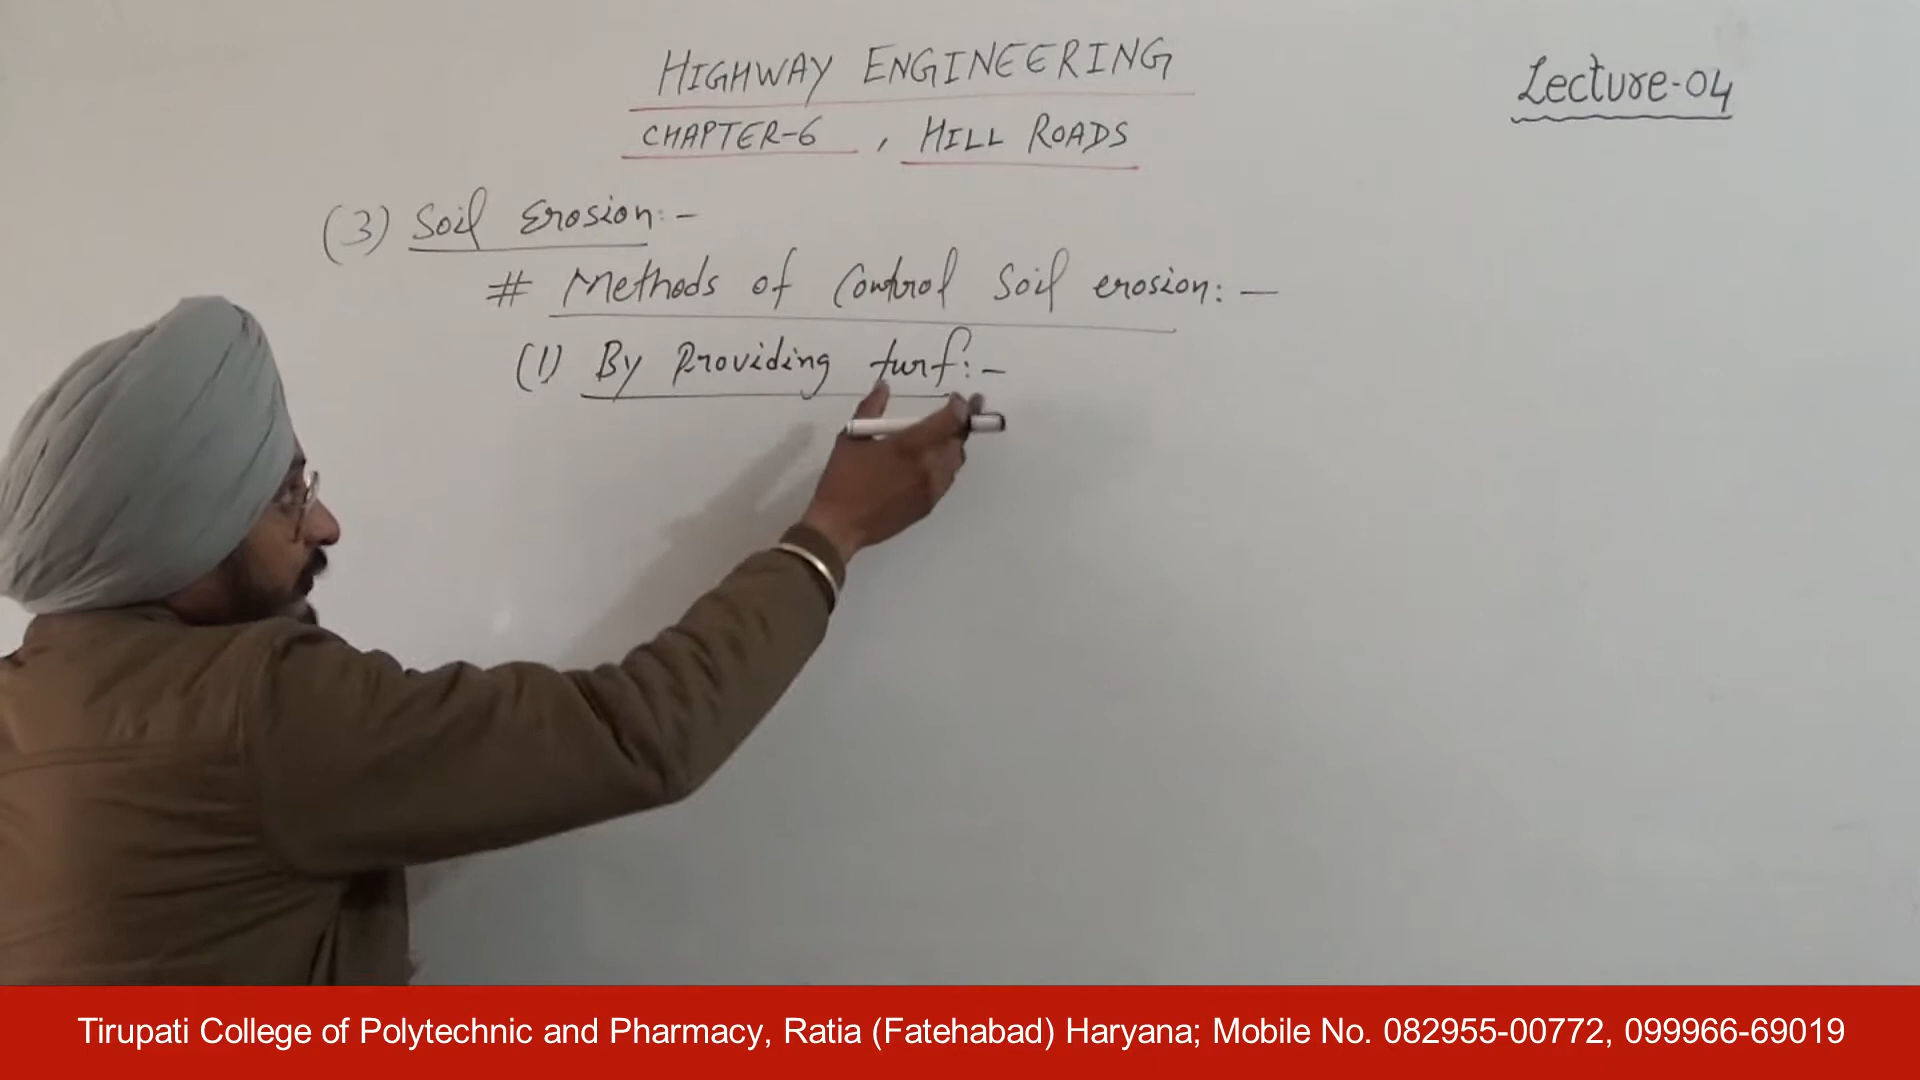 HIGHWAY ENGINEERING
Lecture-04
CHAPTER-6 , HILL ROADS
(3) Soil Erosion:-
# Methods of Control Soil erosion:-
(1) By Providing turf:-
Tirupati College of Polytechnic and Pharmacy, Ratia (Fatehabad) Haryana; Mobile No. 082955-00772, 099966-69019